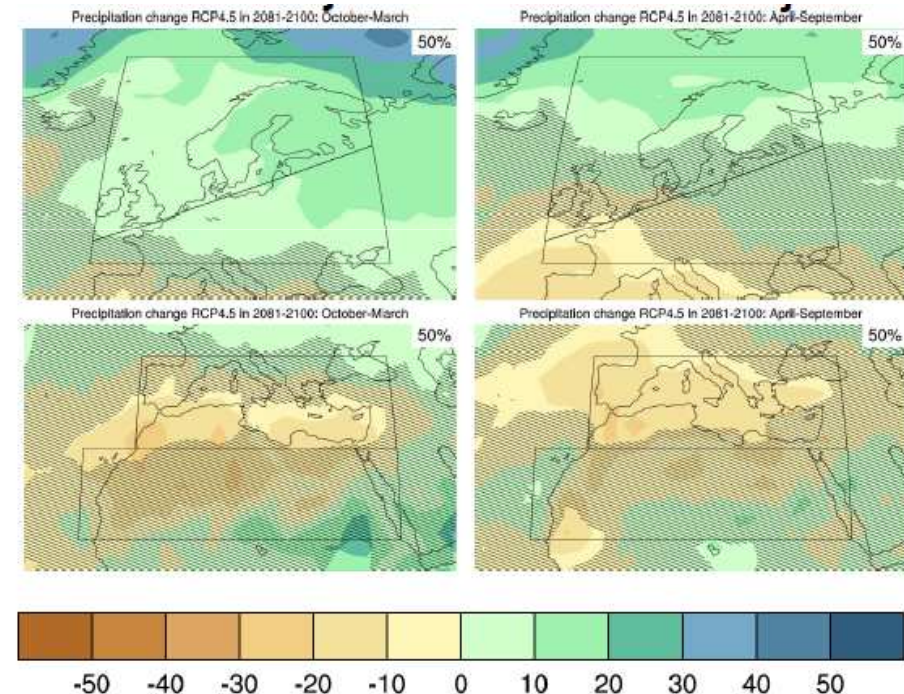 Precipitation change RCP4.5 in 2081-2100: October-March
Precipitation change RCP4.5 in 2081-2100: April-September
50%
50%
Precipitation change RCP4.5 in 2081-2100: October-March
Precipitation change RCP4.5 in 2081-2100: April-September
50%
50%
-50 -40 -30 -20 -10 0 10 20 30 40 50